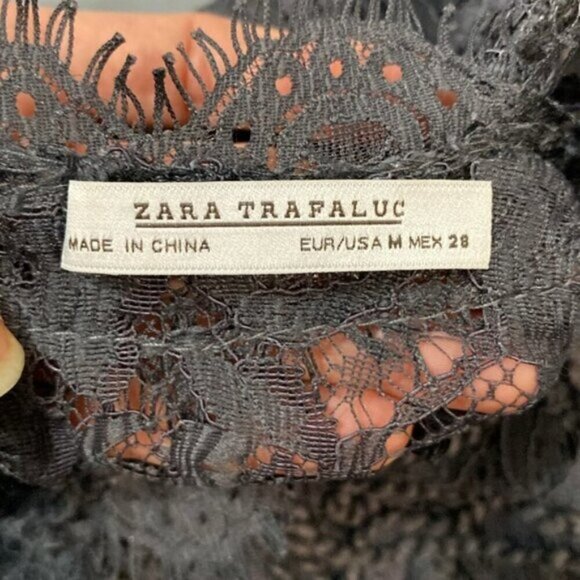 ZARA TRAFALUC
MADE IN CHINA EUR/USA M MEX 28